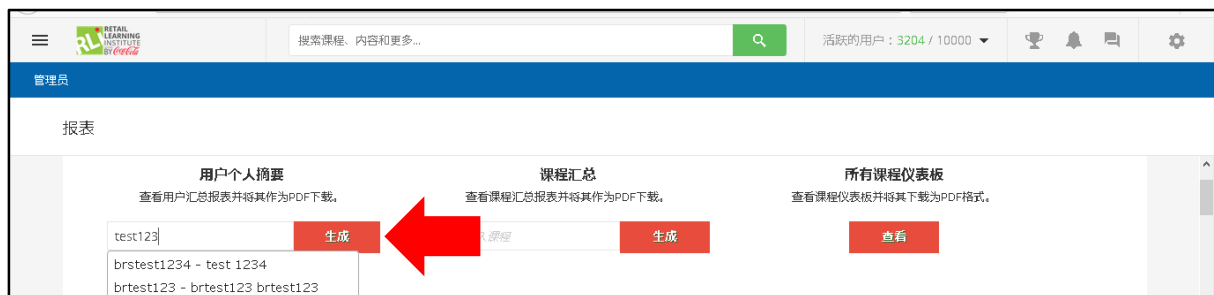 RETAIL
LEARNING
INSTITUTE
BY Coca-Cola
RLI
搜索课程、内容和更多...
活跃的用户：3204 / 10000
管理员
报表
用户个人摘要
课程汇总
所有课程仪表板
查看用户汇总报表并将其作为PDF下载。
查看课程汇总报表并将其作为PDF下载。
查看课程仪表板并将其下载为PDF格式。
test123
生成
课程
生成
查看
brstest1234 - test 1234
brtest123 - brtest123 brtest123